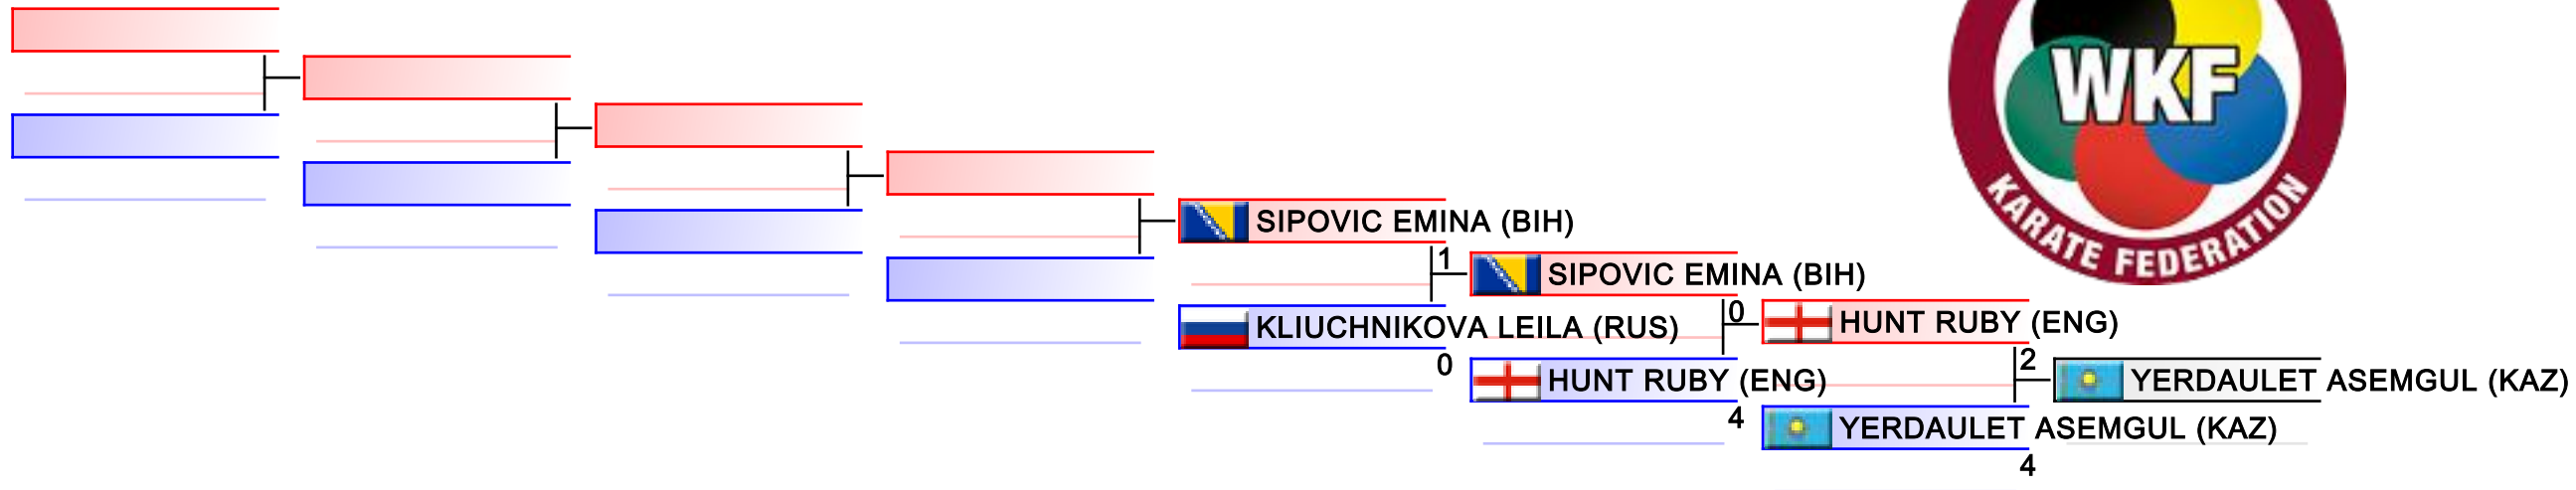 WKF
KARATE FEDERATION
SIPOVIC EMINA (BIH)
1
SIPOVIC EMINA (BIH)
KLIUCHNIKOVA LEILA (RUS)
0
0
HUNT RUBY (ENG)
HUNT RUBY (ENG)
4
2
YERDAULET ASEMGUL (KAZ)
YERDAULET ASEMGUL (KAZ)
4